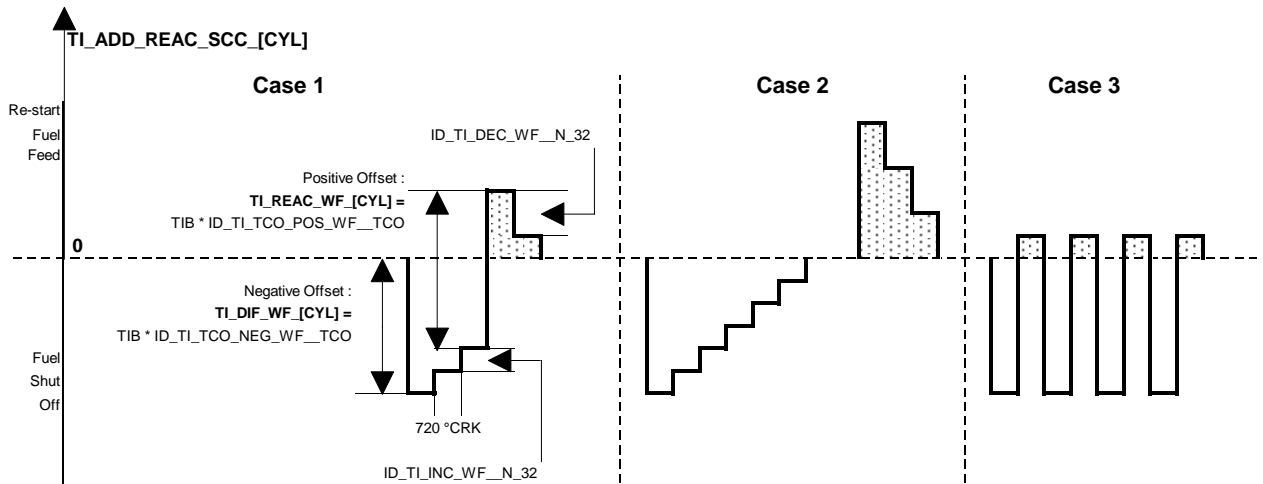 TI_ADD_REAC_SCC_[CYL]
Case 1
Case 2
Case 3
Re-start
Fuel
Feed
ID_TI_DEC_WF__N_32
Positive Offset :
TI_REAC_WF_[CYL] =
TIB * ID_TI_TCO_POS_WF__TCO
0
Negative Offset :
TI_DIF_WF_[CYL] =
TIB * ID_TI_TCO_NEG_WF__TCO
Fuel
Shut
Off
720 °CRK
ID_TI_INC_WF__N_32